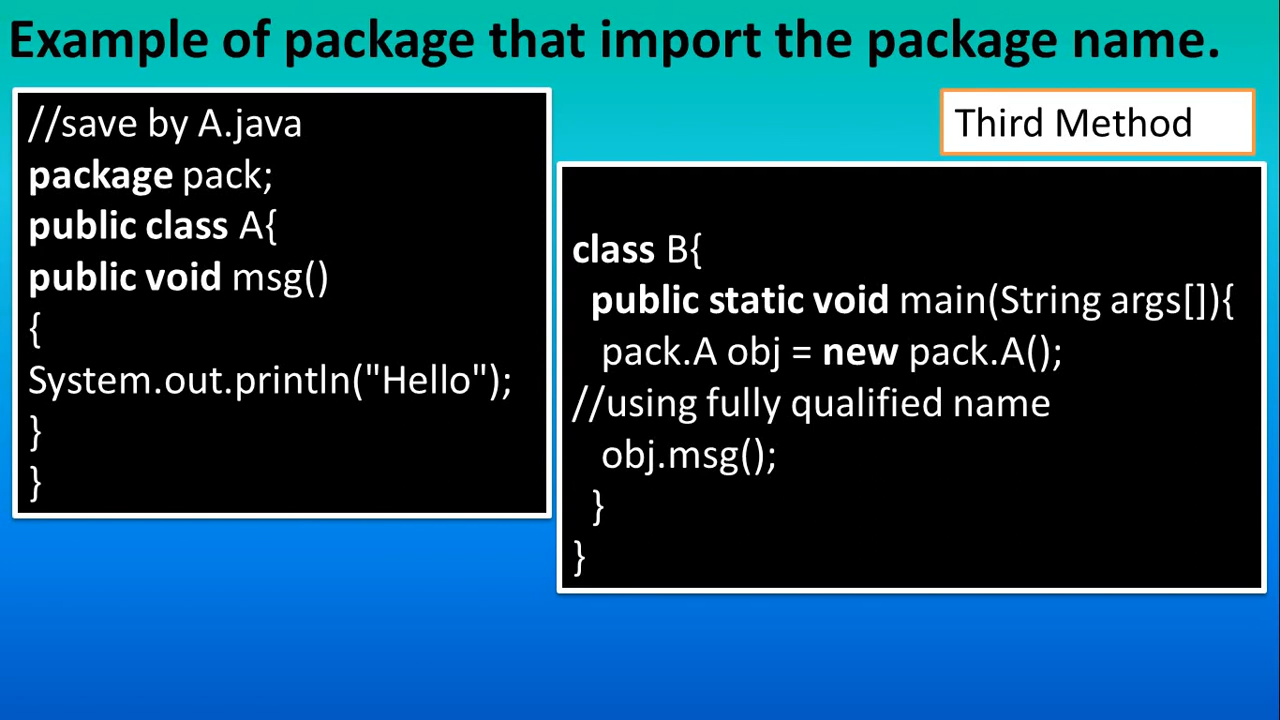 Example of package that import the package name.
//save by A.java
package pack;
public class A{
public void msg()
{
System.out.println("Hello");
}
}
Third Method
class B{
public static void main(String args[]){
pack.A obj = new pack.A();
//using fully qualified name
obj.msg();
}
}